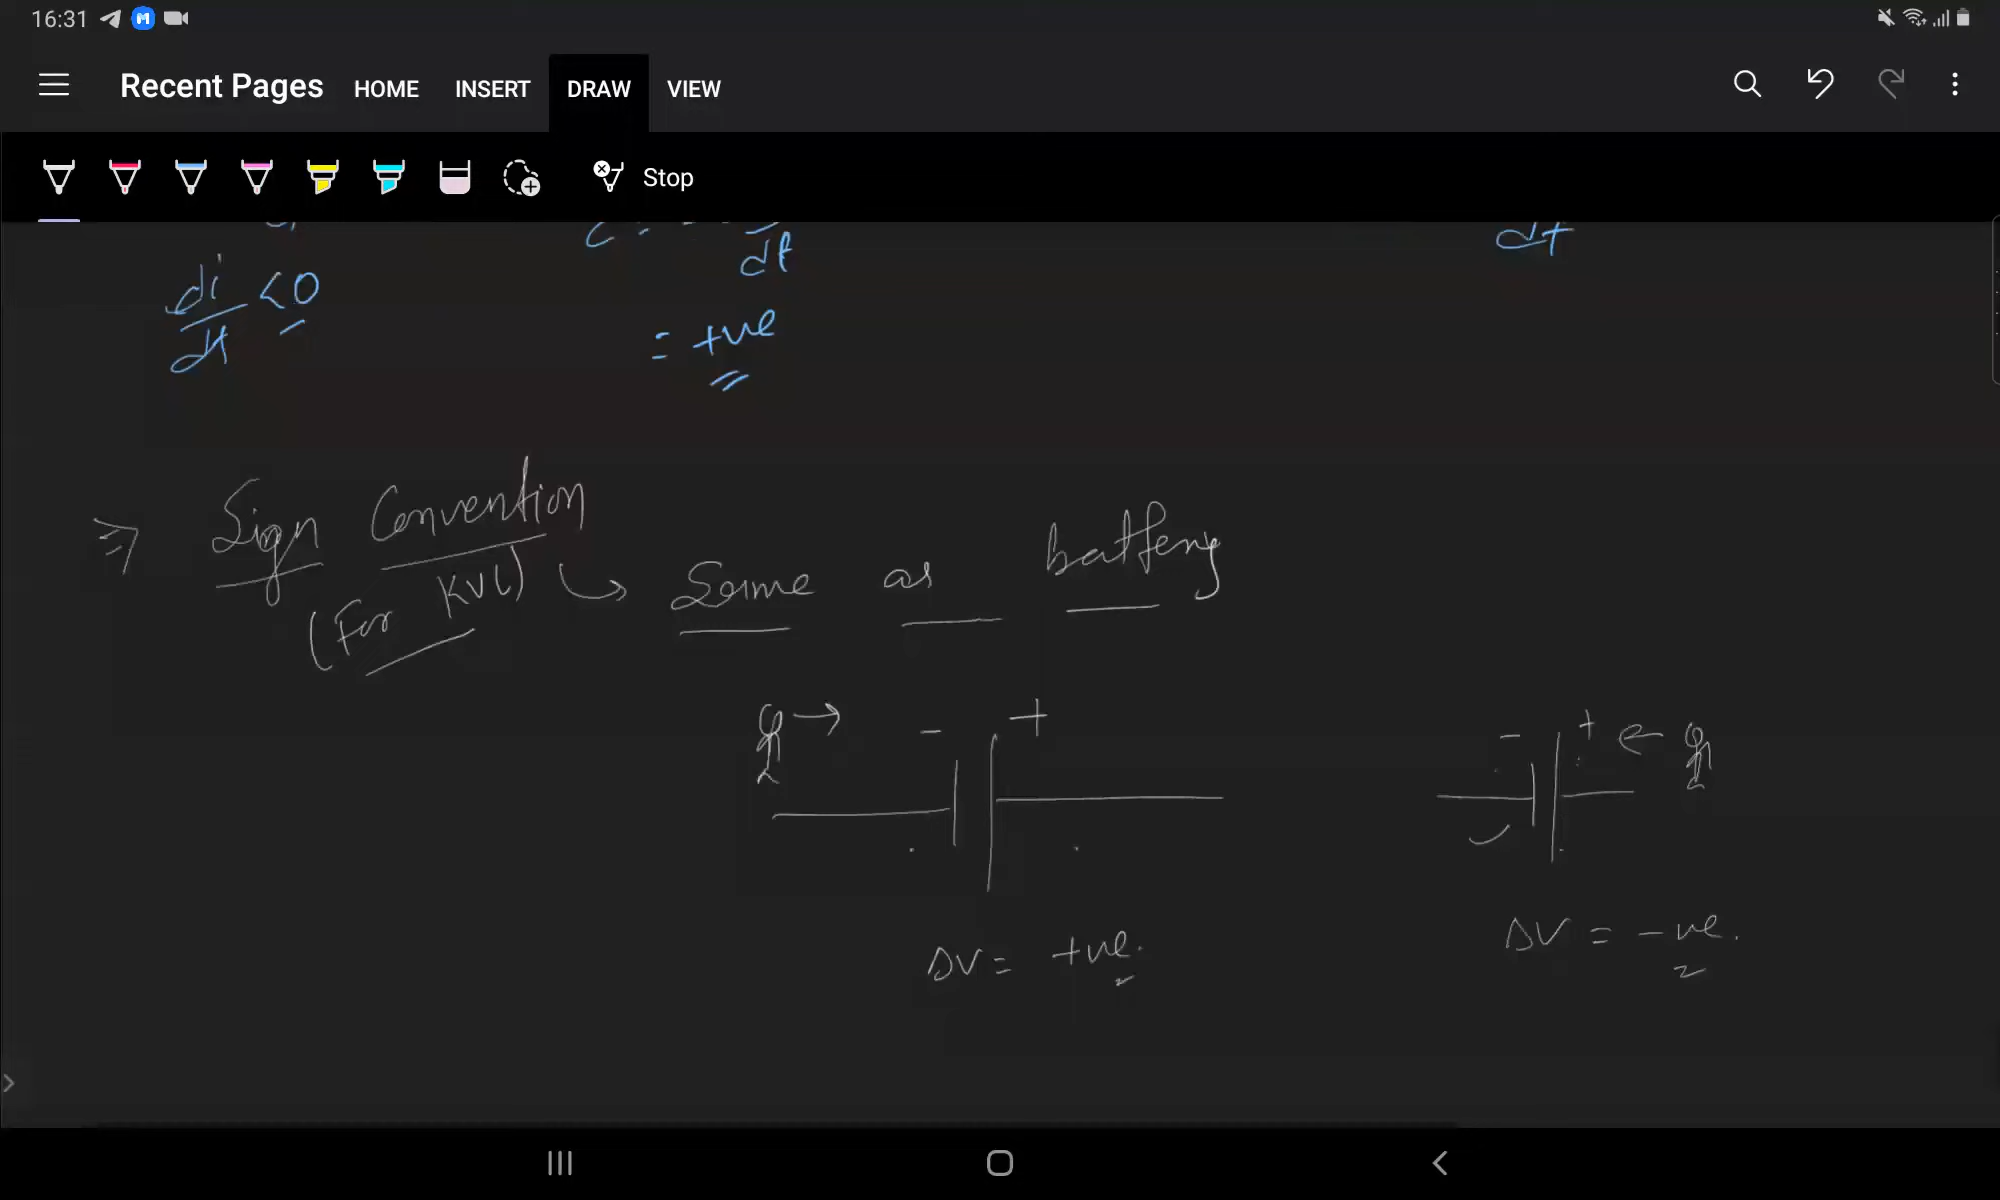 16:31
Recent Pages HOME INSERT DRAW VIEW
Stop
dt
dt
di/dt < 0
= +ve
⇒ Sign Convention
(For KVL) ↳ Same as battery
q → - +
- + ← q
ΔV = +ve.
ΔV = -ve.